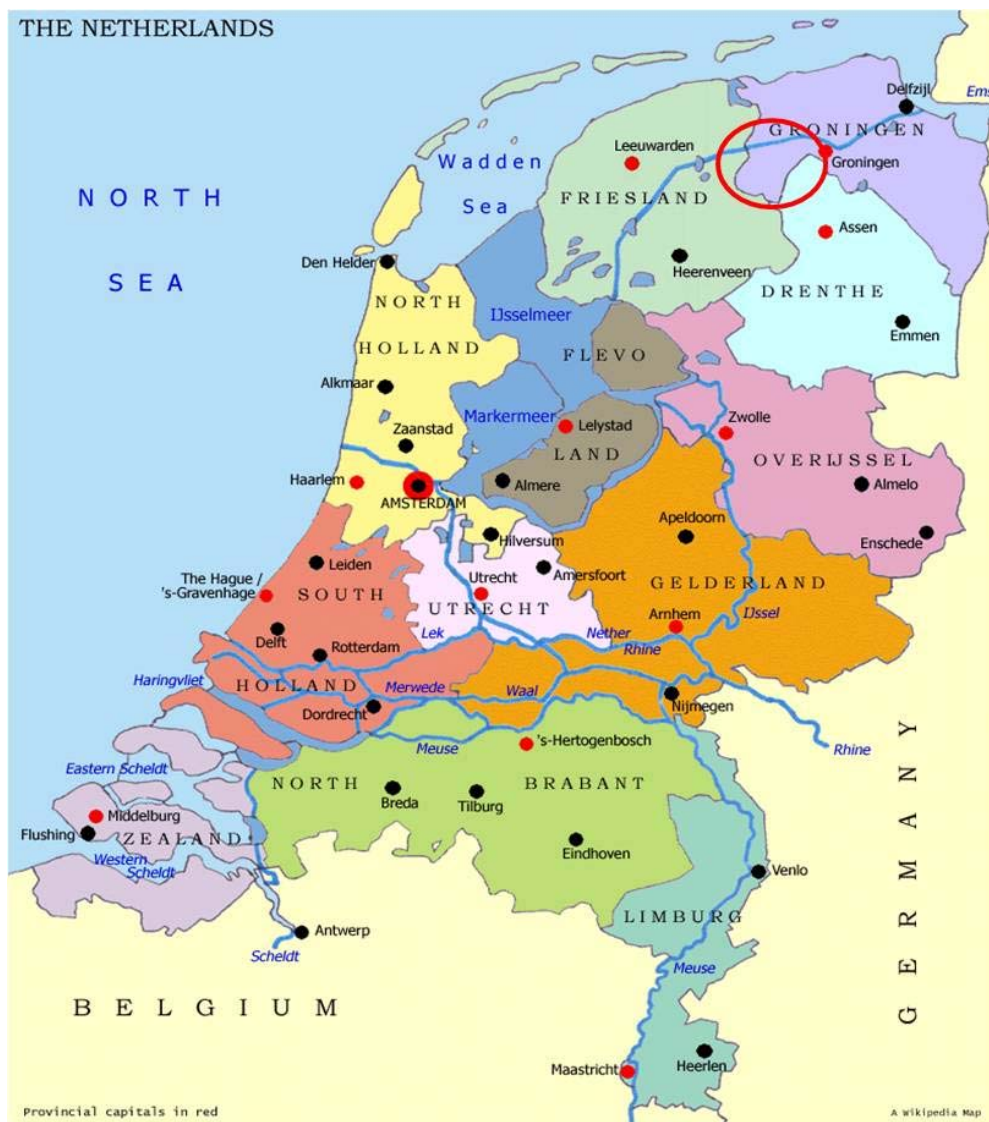 THE NETHERLANDS
Delfzijl
Ems
GRONINGEN
Leeuwarden
Groningen
Wadden
Sea
NORTH
SEA
FRIESLAND
Assen
Den Helder
Heerenveen
DRENTHE
NORTH
HOLLAND
IJsselmeer
Emmen
FLEVO
LAND
Alkmaar
Markermeer
Lelystad
Zwolle
Zaanstad
OVERIJSSEL
Haarlem
Almere
Almelo
AMSTERDAM
Apeldoorn
Hilversum
Enschede
Leiden
Amersfoort
The Hague /
's-Gravenhage
SOUTH
HOLLAND
Utrecht
UTRECHT
GELDERLAND
Arnhem
IJssel
Delft
Lek
Nether
Rhine
Rotterdam
Haringvliet
Merwede
Waal
Nijmegen
Dordrecht
Meuse
's-Hertogenbosch
Rhine
Eastern Scheldt
NORTH
BRABANT
Breda
Tilburg
Middelburg
Flushing
ZEALAND
Eindhoven
Western
Scheldt
Venlo
GERMANY
LIMBURG
Antwerp
Scheldt
Meuse
BELGIUM
Heerlen
Maastricht
Provincial capitals in red
A Wikipedia Map